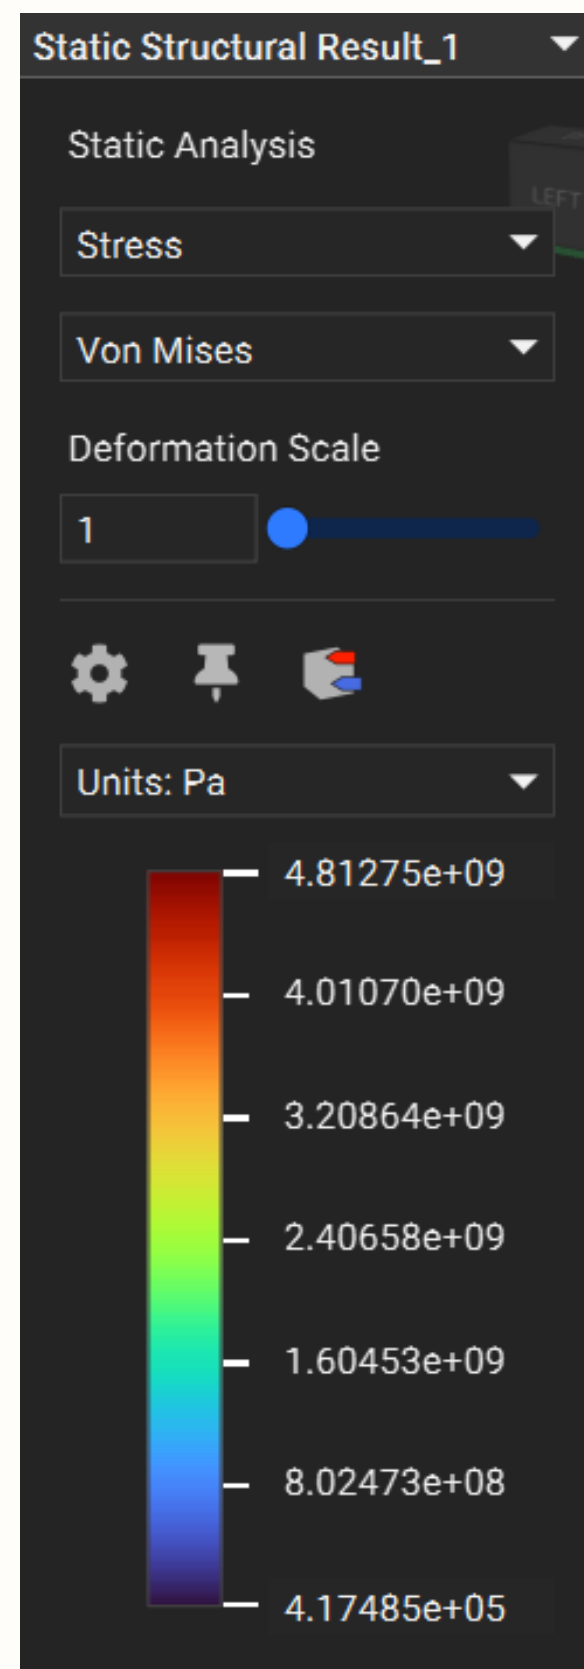 Static Structural Result_1
Static Analysis
LEFT
Stress
Von Mises
Deformation Scale
1
Units: Pa
4.81275e+09
4.01070e+09
3.20864e+09
2.40658e+09
1.60453e+09
8.02473e+08
4.17485e+05